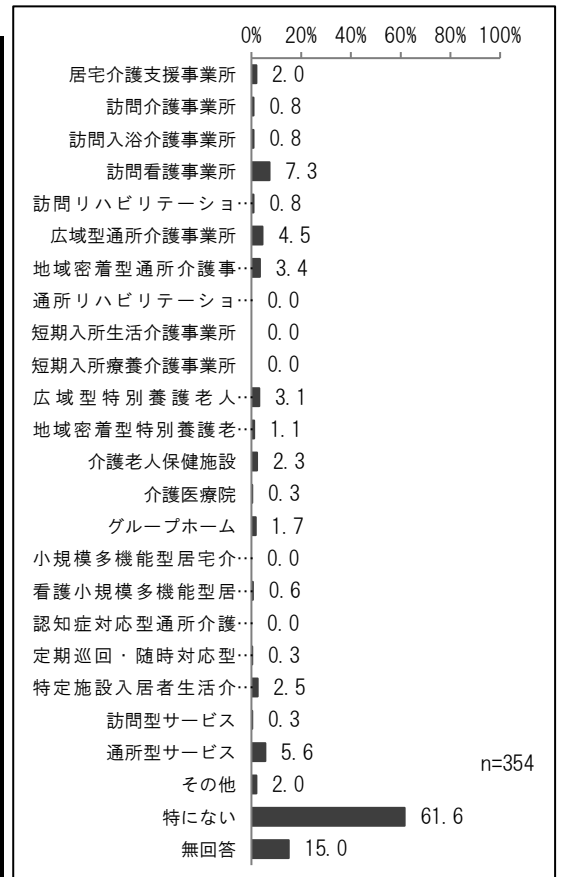 0% 20% 40% 60% 80% 100%
居宅介護支援事業所 2.0
訪問介護事業所 0.8
訪問入浴介護事業所 0.8
訪問看護事業所 7.3
訪問リハビリテーショ… 0.8
広域型通所介護事業所 4.5
地域密着型通所介護事… 3.4
通所リハビリテーショ… 0.0
短期入所生活介護事業所 0.0
短期入所療養介護事業所 0.0
広域型特別養護老人… 3.1
地域密着型特別養護老… 1.1
介護老人保健施設 2.3
介護医療院 0.3
グループホーム 1.7
小規模多機能型居宅介… 0.0
看護小規模多機能型居… 0.6
認知症対応型通所介護… 0.0
定期巡回・随時対応型… 0.3
特定施設入居者生活介… 2.5
訪問型サービス 0.3
通所型サービス 5.6
n=354
その他 2.0
特にない 61.6
無回答 15.0